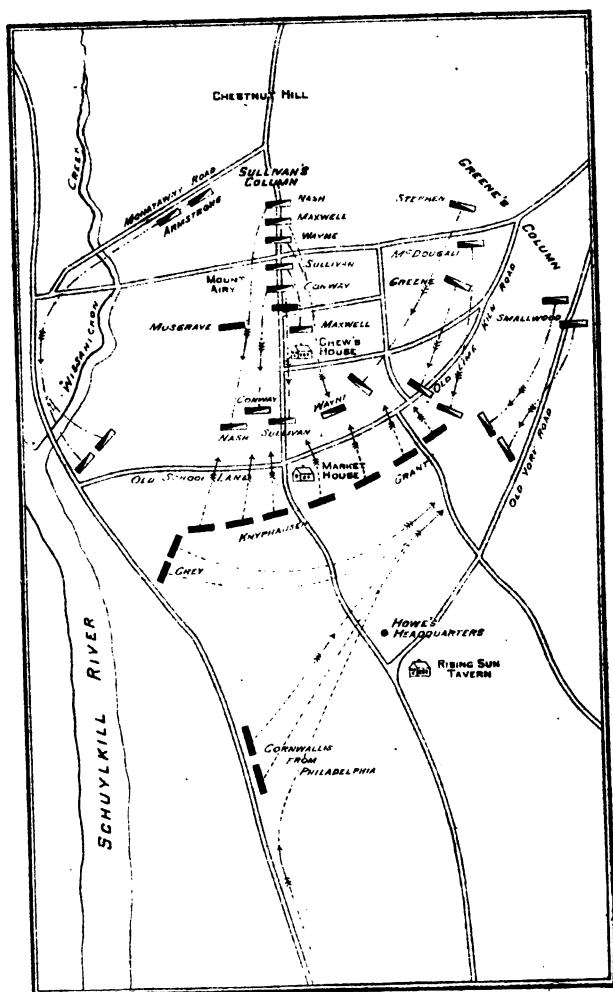 CHESTNUT HILL
CREEK
MONATAWNY ROAD
ARMSTRONG
SULLIVAN'S
COLUMN
NASH
MAXWELL
WAYNE
SULLIVAN
CONWAY
MOUNT
AIRY
GREENE'S
COLUMN
STEPHEN
McDOUGALL
GREENE
SMALLWOOD
WISSAHICKON
MUSGRAVE
MAXWELL
CHEW'S
HOUSE
OLD LIME KILN ROAD
CONWAY
NASH
SULLIVAN
WAYNE
OLD SCHOOL LANE
MARKET
HOUSE
GRANT
OLD YORK ROAD
KNYPHAUSEN
GREY
HOWE'S
HEADQUARTERS
RISING SUN
TAVERN
SCHUYLKILL RIVER
CORNWALLIS
FROM
PHILADELPHIA